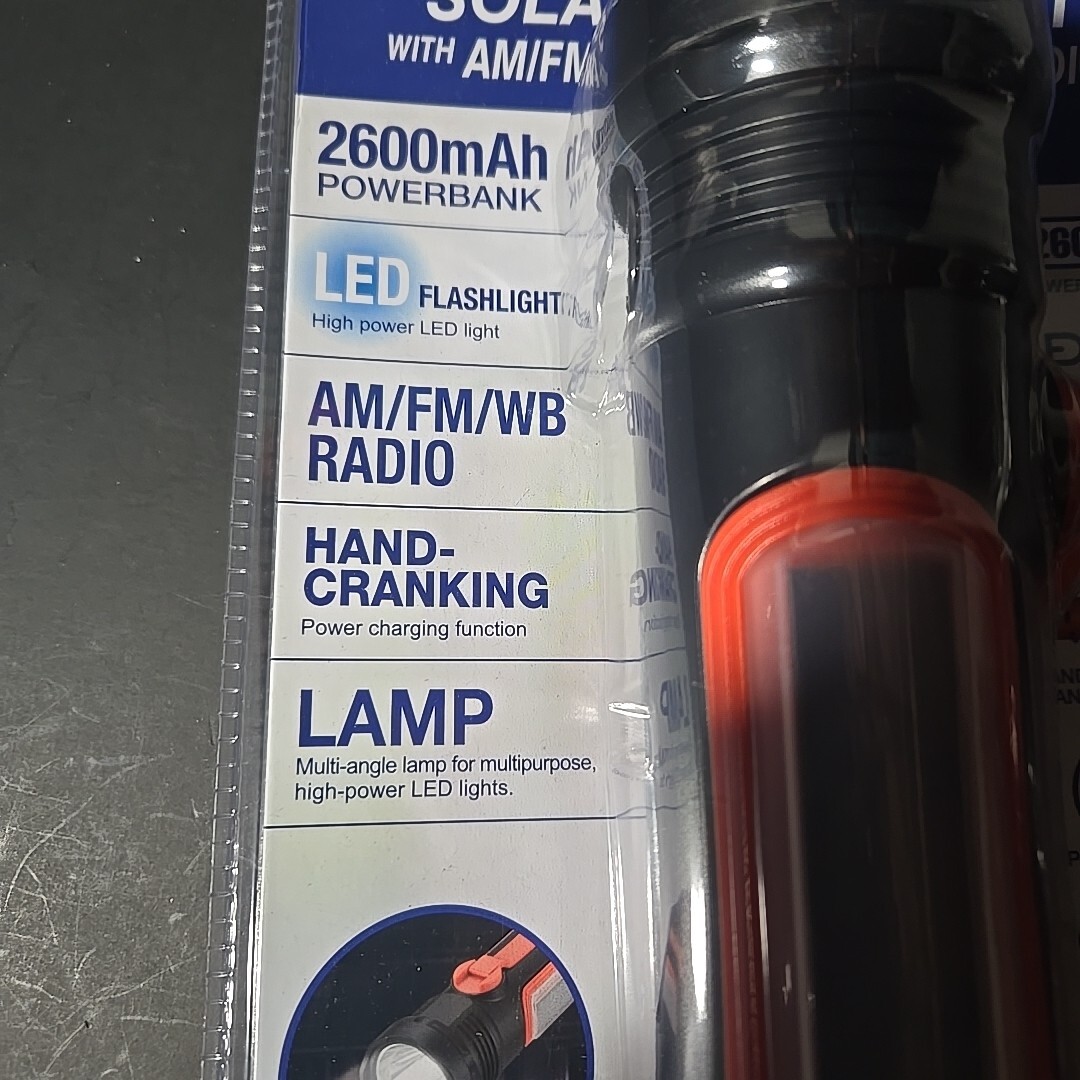 WITH AM/FM
2600mAh
POWERBANK
LED FLASHLIGHT
High power LED light
AM/FM/WB
RADIO
HAND-
CRANKING
Power charging function
LAMP
Multi-angle lamp for multipurpose,
high-power LED lights.